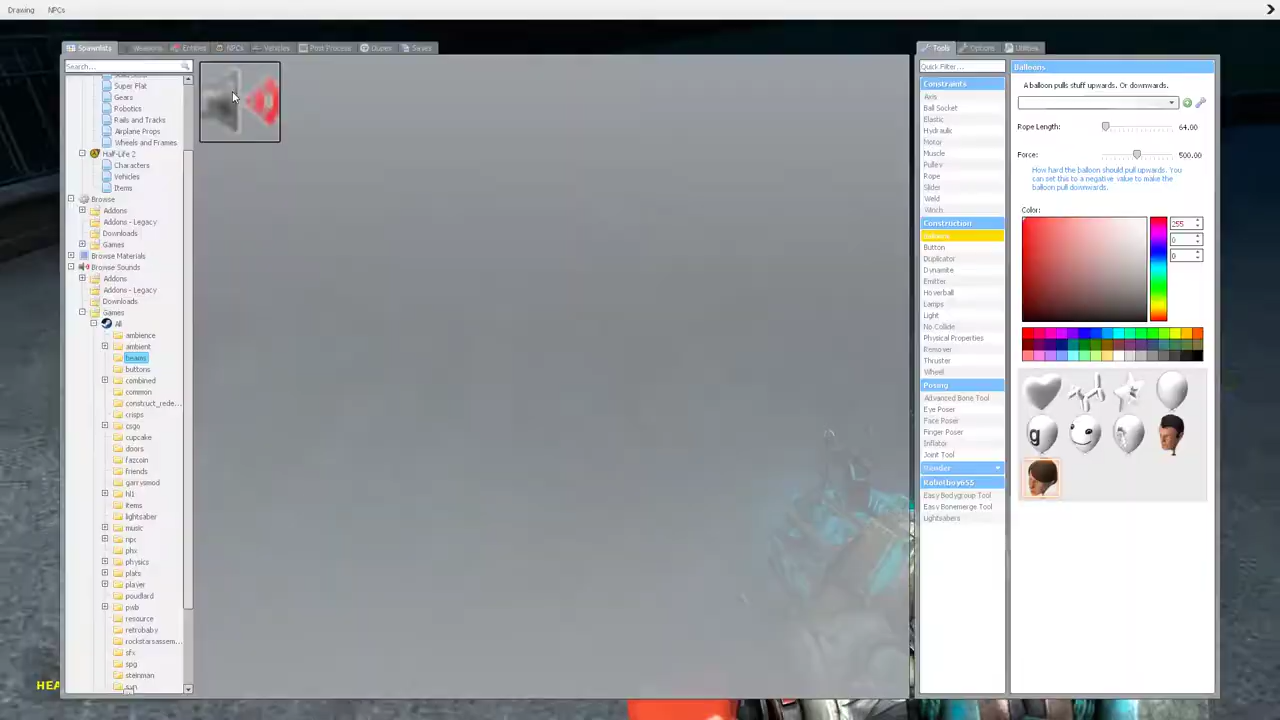 Drawing NPCs
Spawnlists Weapons Entities NPCs Vehicles Post Process Dupes Saves
Search...
Super Flat
Gears
Robotics
Rails and Tracks
Airplane Props
Wheels and Frames
Half-Life 2
Characters
Vehicles
Items
Browse
Addons
Addons - Legacy
Downloads
Games
Browse Materials
Browse Sounds
Addons
Addons - Legacy
Downloads
Games
All
ambience
ambient
beams
buttons
combined
common
construct_rede...
crisps
csgo
cupcake
doors
fazcoin
friends
garrysmod
hl1
items
lightsaber
music
npc
phx
physics
plats
player
poudlard
pwb
resource
retrobaby
rockstarsassem...
sfx
spg
steinman
HEA
Tools Options Utilities
Quick Filter...
Constraints
Axis
Ball Socket
Elastic
Hydraulic
Motor
Muscle
Pulley
Rope
Slider
Weld
Winch
Construction
Balloons
Button
Duplicator
Dynamite
Emitter
Hoverball
Lamps
Light
No Collide
Physical Properties
Remover
Thruster
Wheel
Posing
Advanced Bone Tool
Eye Poser
Face Poser
Finger Poser
Inflator
Joint Tool
Render
Robotboy655
Easy Bodygroup Tool
Easy Bonemerge Tool
Lightsabers
Balloons
A balloon pulls stuff upwards. Or downwards.
Rope Length: 64.00
Force: 500.00
How hard the balloon should pull upwards. You
can set this to a negative value to make the
balloon pull downwards.
Color:
255
0
0